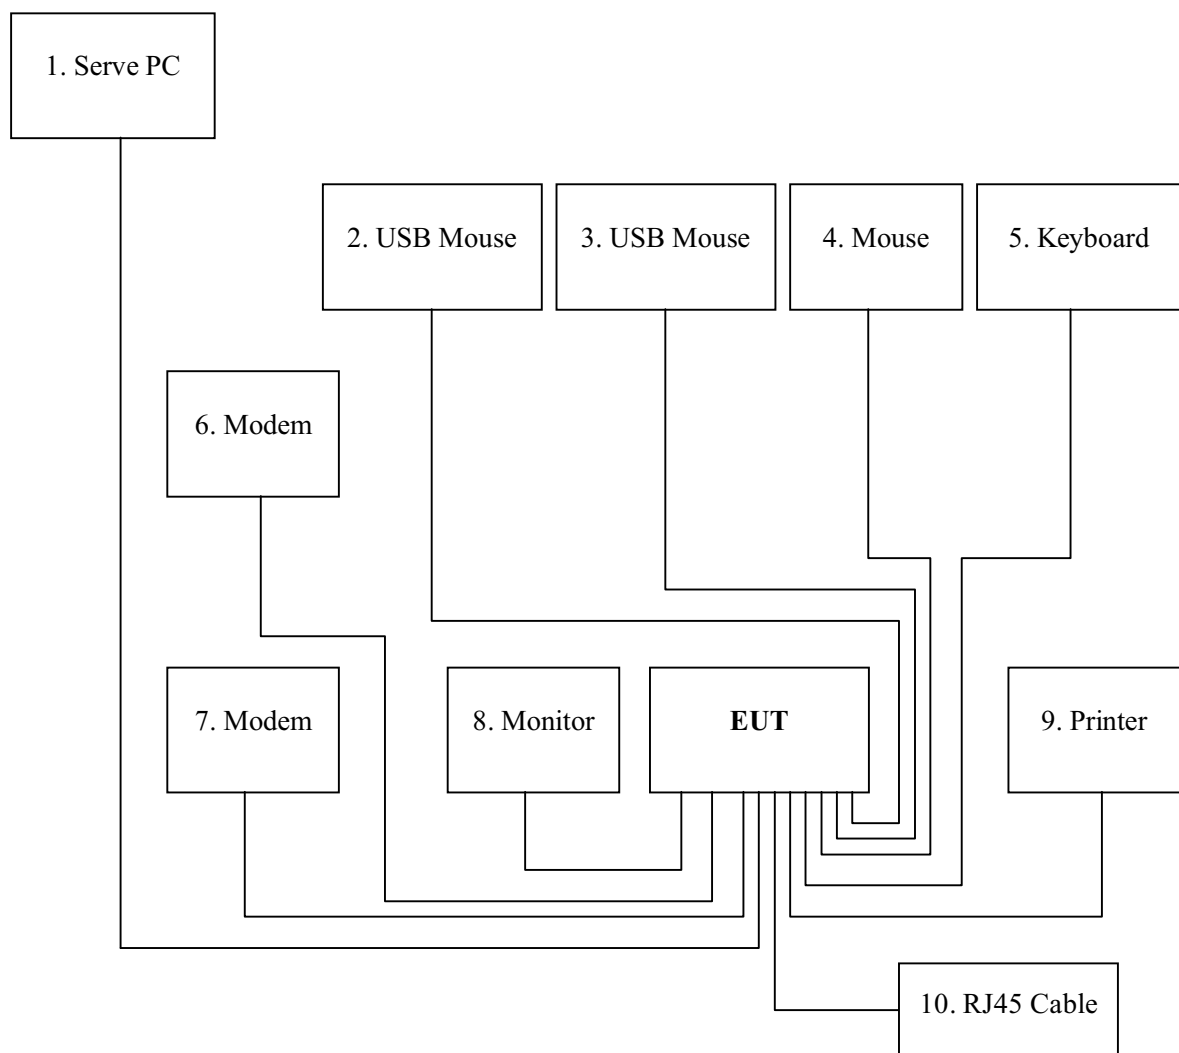 1. Serve PC
2. USB Mouse
3. USB Mouse
4. Mouse
5. Keyboard
6. Modem
7. Modem
8. Monitor
EUT
9. Printer
10. RJ45 Cable